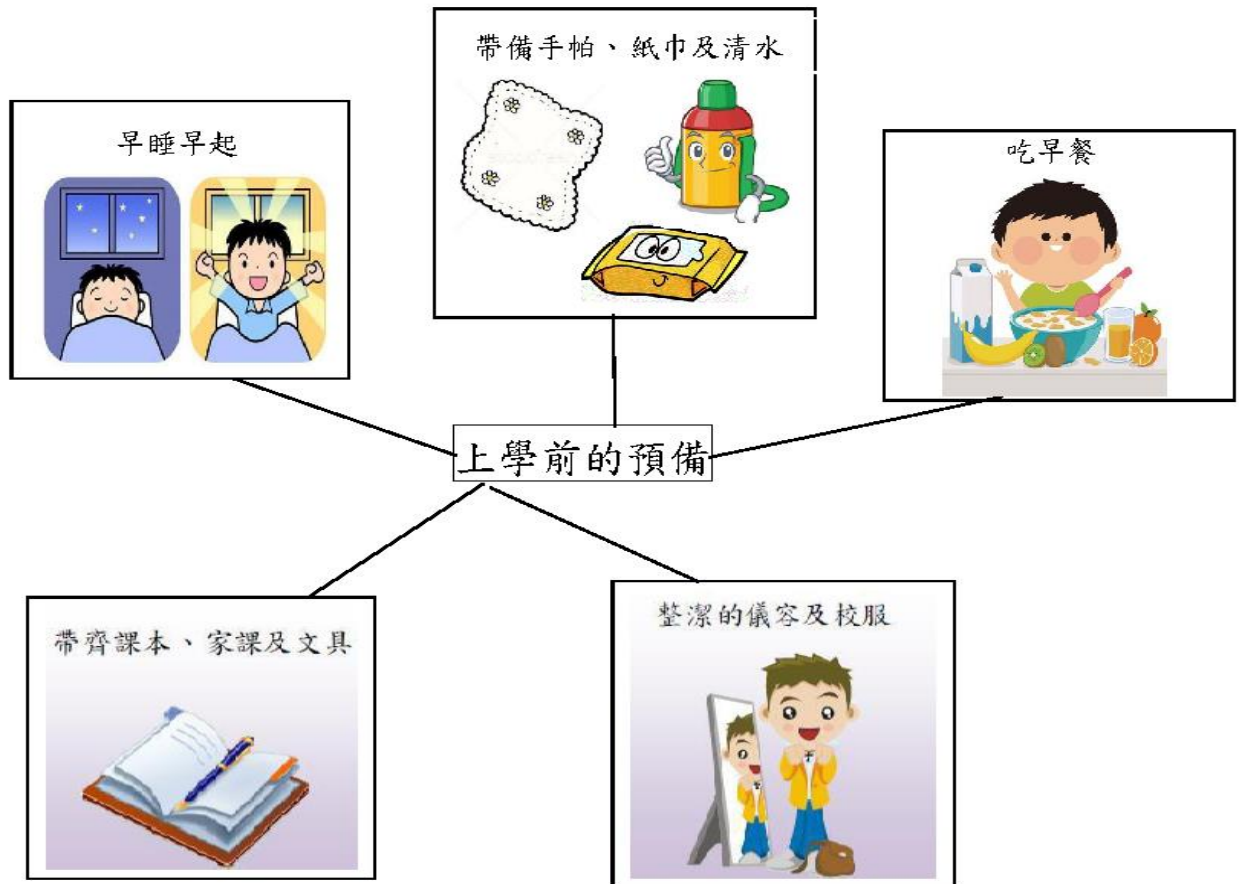 帶備手帕、紙巾及清水
早睡早起
吃早餐
上學前的預備
帶齊課本、家課及文具
整潔的儀容及校服